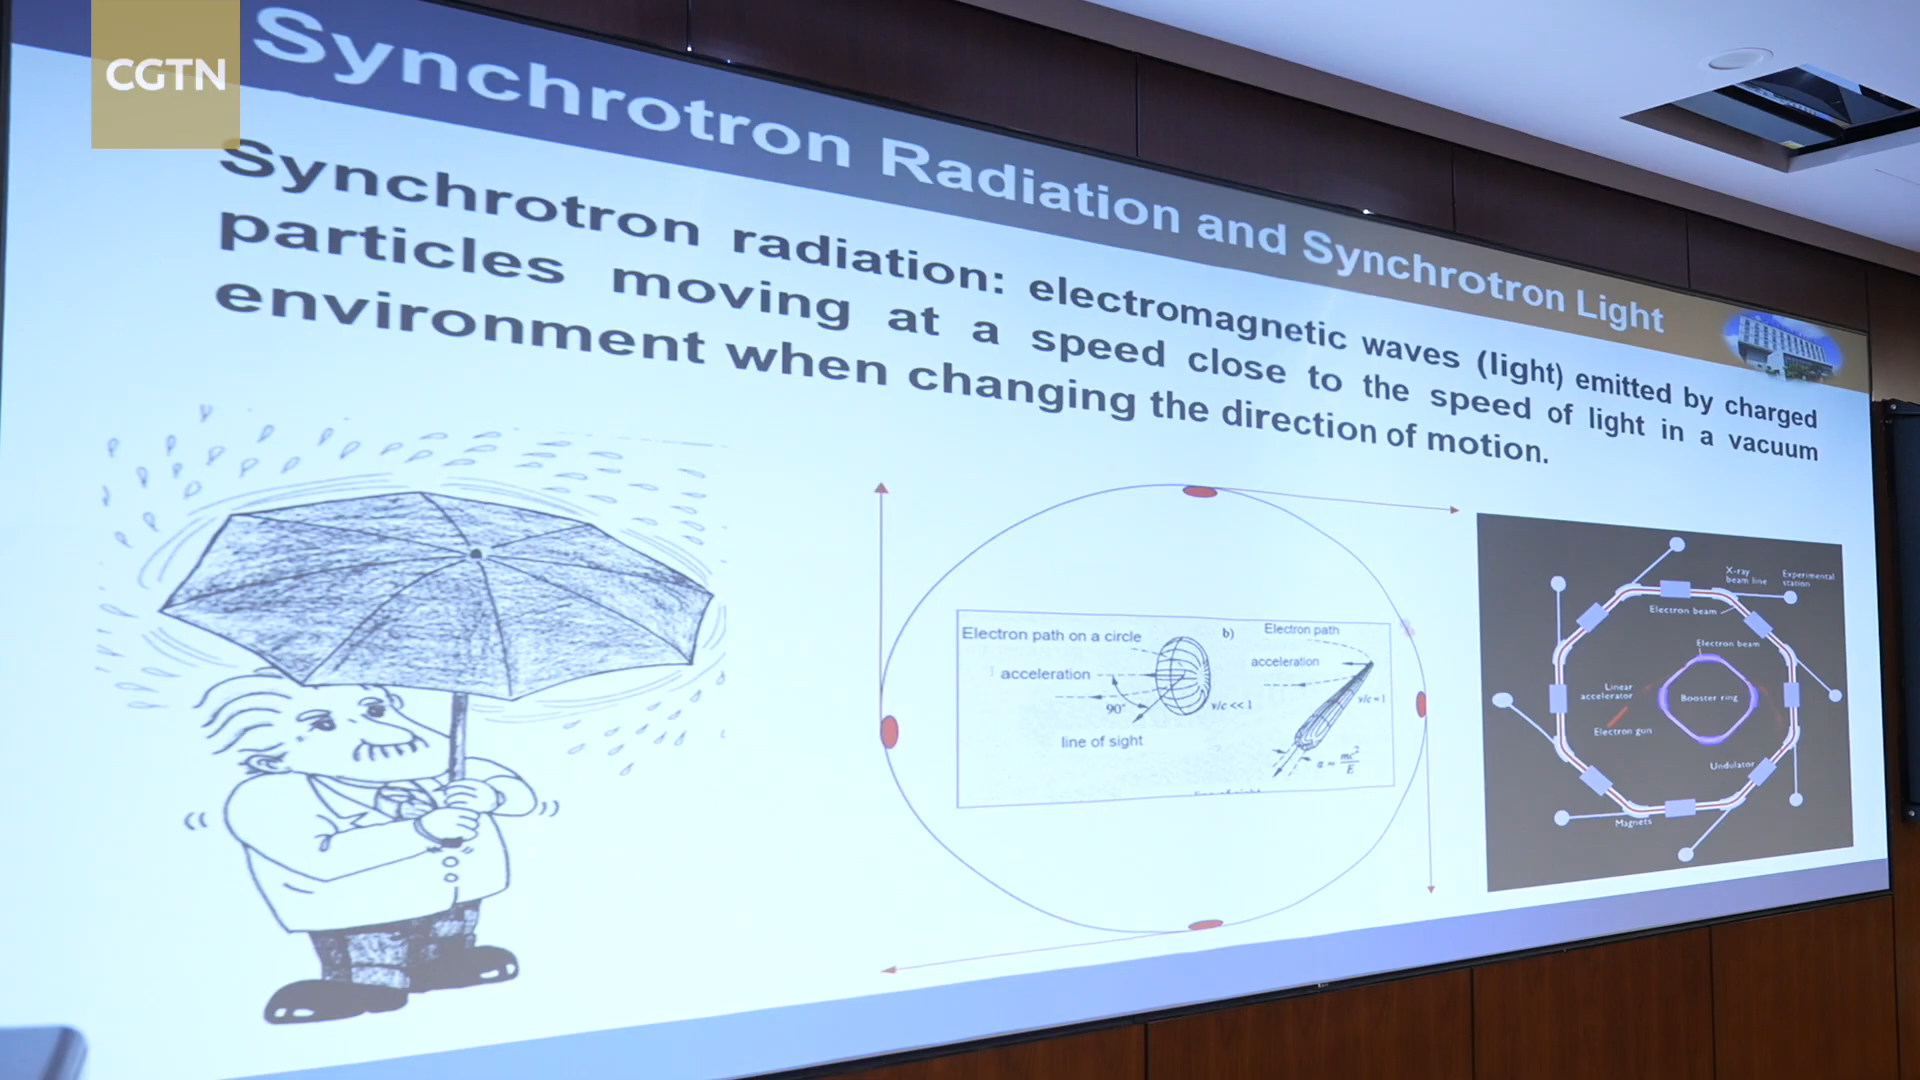 CGTN
Synchrotron Radiation and Synchrotron Light
Synchrotron radiation: electromagnetic waves (light) emitted by charged
particles moving at a speed close to the speed of light in a vacuum
environment when changing the direction of motion.
Electron path on a circle
acceleration
90°
v/c << 1
line of sight
b)
Electron path
acceleration
v/c ≈ 1
X-ray
beam line
Experimental
station
Electron beam
Electron beam
Linear
accelerator
Booster ring
Electron gun
Undulator
Magnets